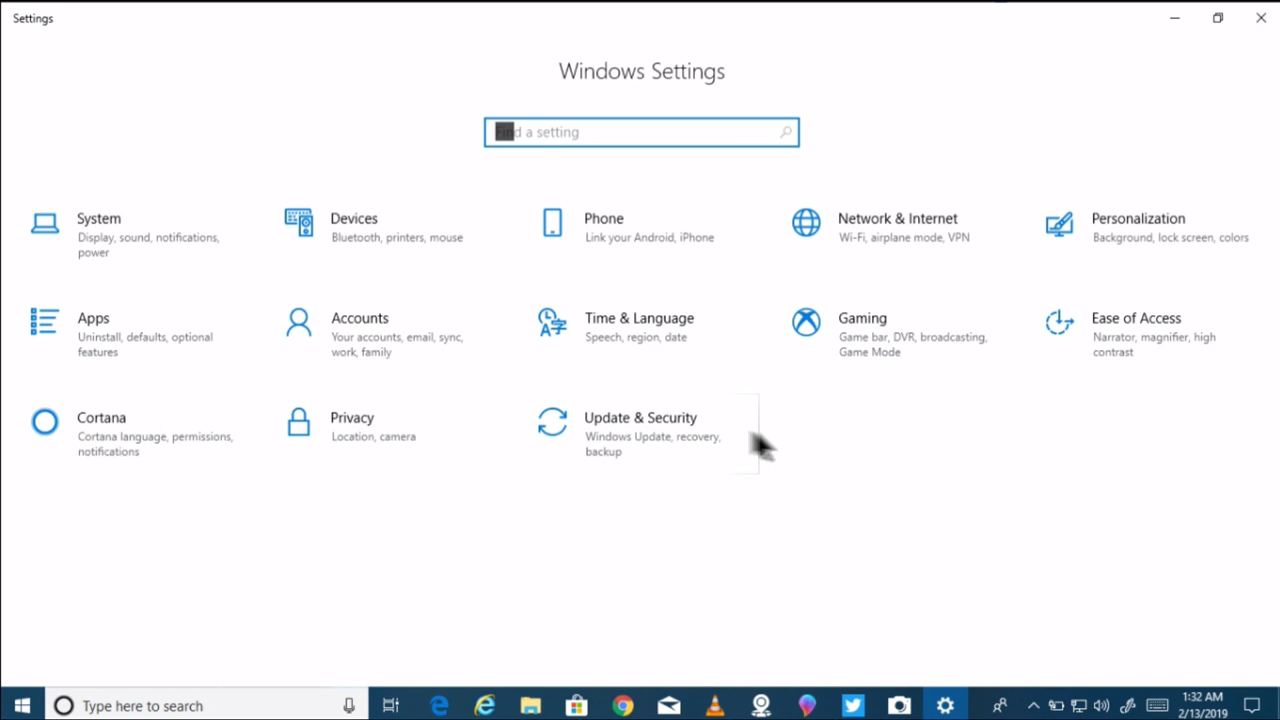 Settings
Windows Settings
Find a setting
System
Display, sound, notifications,
power
Devices
Bluetooth, printers, mouse
Phone
Link your Android, iPhone
Network & Internet
Wi-Fi, airplane mode, VPN
Personalization
Background, lock screen, colors
Apps
Uninstall, defaults, optional
features
Accounts
Your accounts, email, sync,
work, family
Time & Language
Speech, region, date
Gaming
Game bar, DVR, broadcasting,
Game Mode
Ease of Access
Narrator, magnifier, high
contrast
Cortana
Cortana language, permissions,
notifications
Privacy
Location, camera
Update & Security
Windows Update, recovery,
backup
Type here to search
1:32 AM
2/13/2019